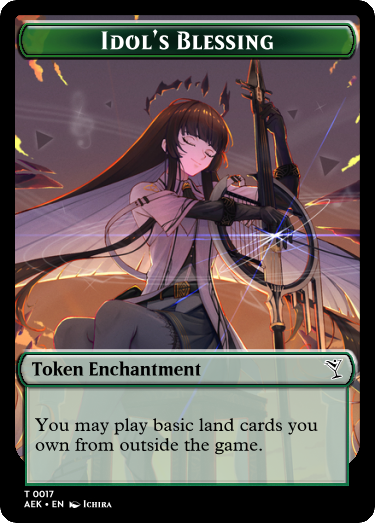 Idol's Blessing
Token Enchantment
You may play basic land cards you
own from outside the game.
T 0017
AEK • EN Ichira